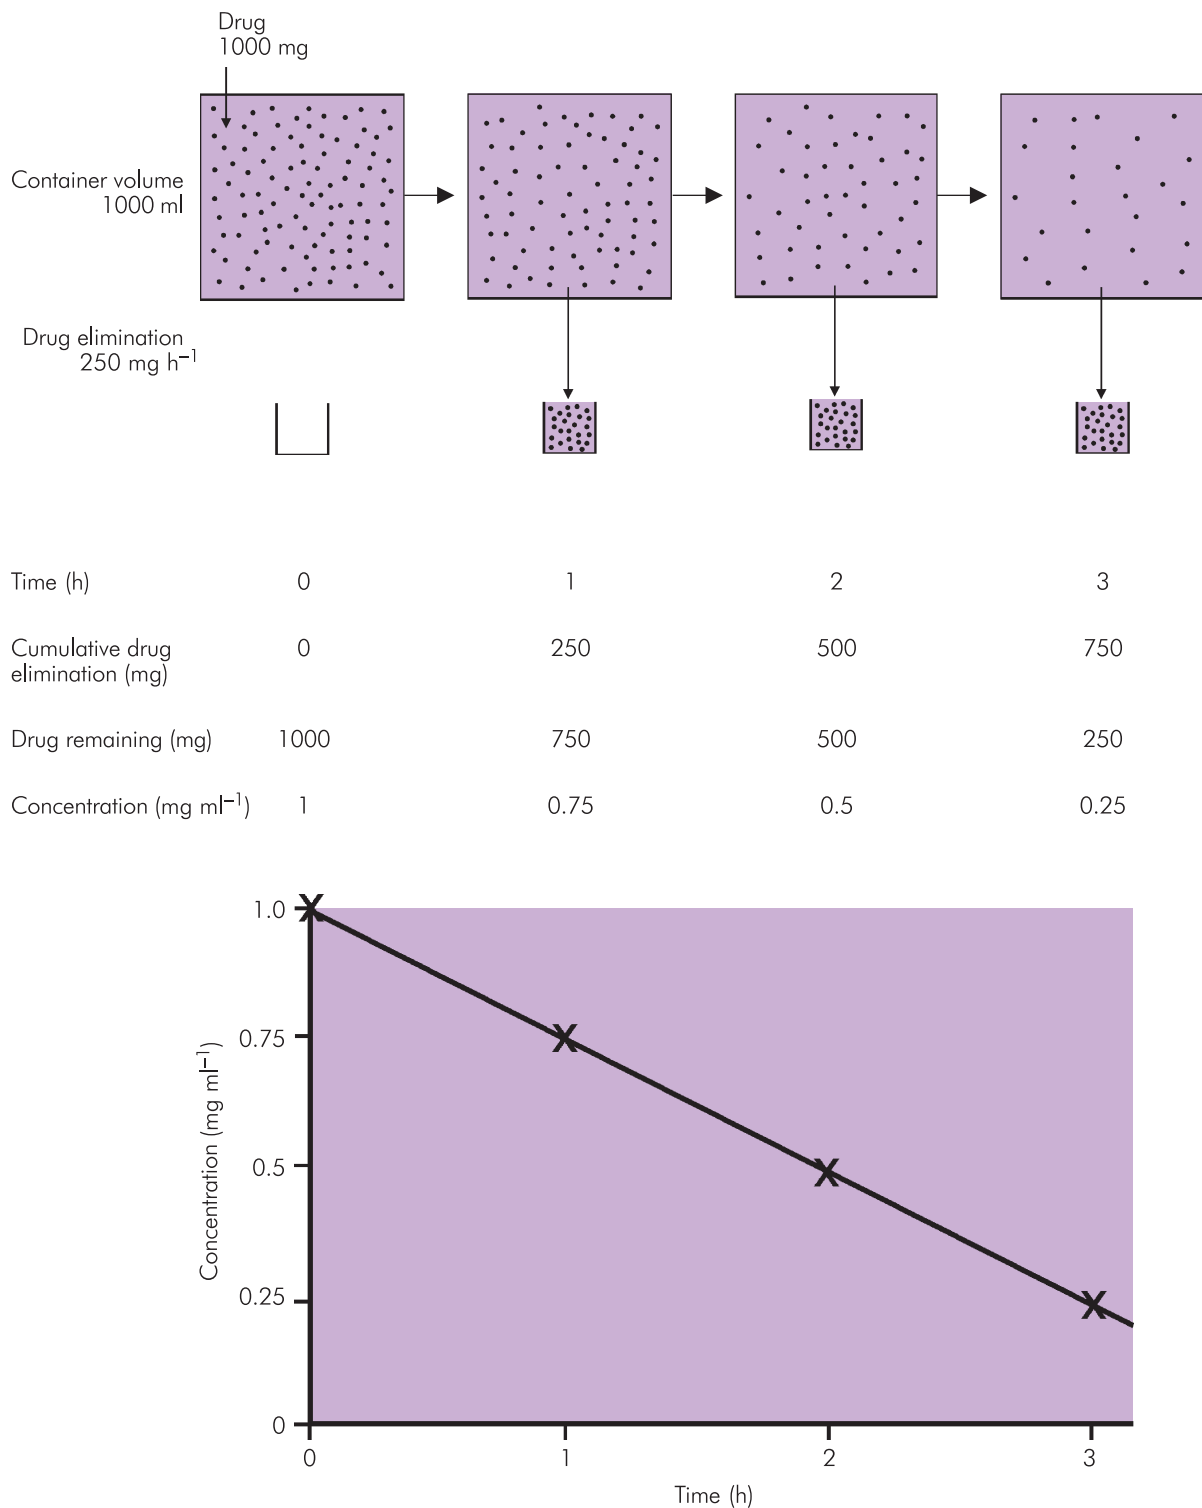 Drug
1000 mg
Container volume
1000 ml
Drug elimination
250 mg h⁻¹
Time (h) 0 1 2 3
Cumulative drug 0 250 500 750
elimination (mg)
Drug remaining (mg) 1000 750 500 250
Concentration (mg ml⁻¹) 1 0.75 0.5 0.25
1.0
0.75
0.5
0.25
0
Concentration (mg ml⁻¹)
0 1 2 3
Time (h)